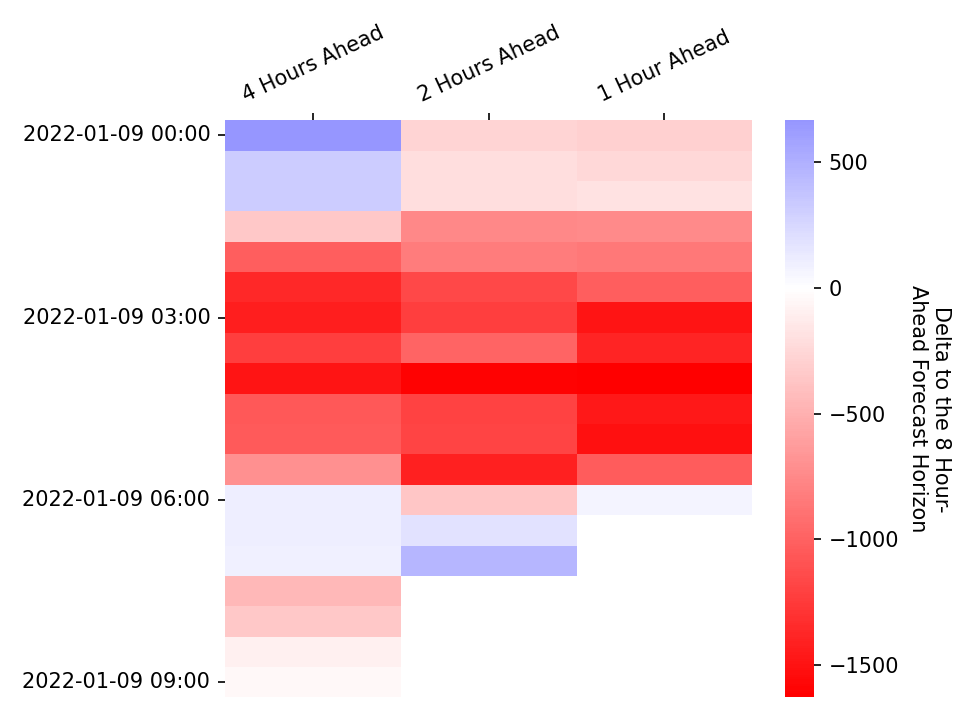 4 Hours Ahead
2 Hours Ahead
1 Hour Ahead
2022-01-09 00:00
2022-01-09 03:00
2022-01-09 06:00
2022-01-09 09:00
500
0
−500
−1000
−1500
Delta to the 8 Hour-
Ahead Forecast Horizon